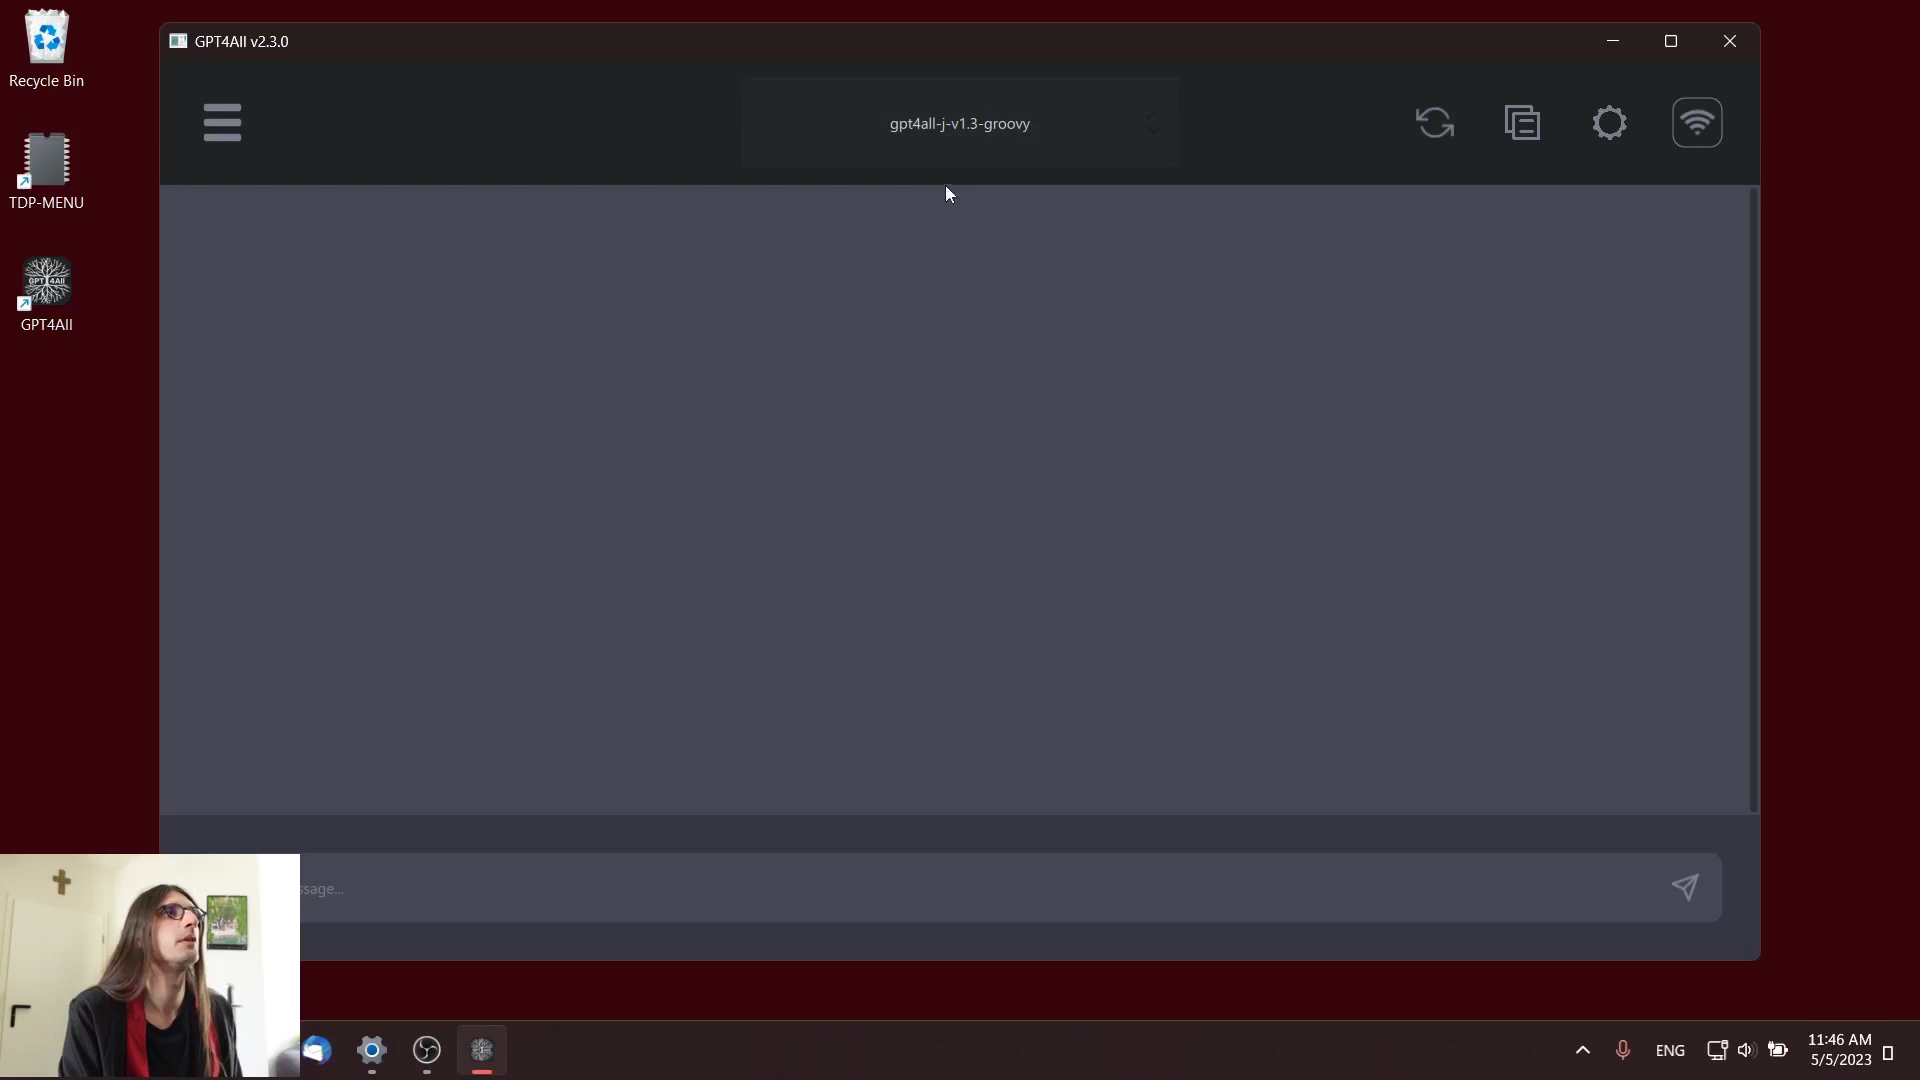 Recycle Bin
TDP-MENU
GPT4All
GPT4All
GPT4All v2.3.0
gpt4all-j-v1.3-groovy
ssage...
ENG
11:46 AM
5/5/2023